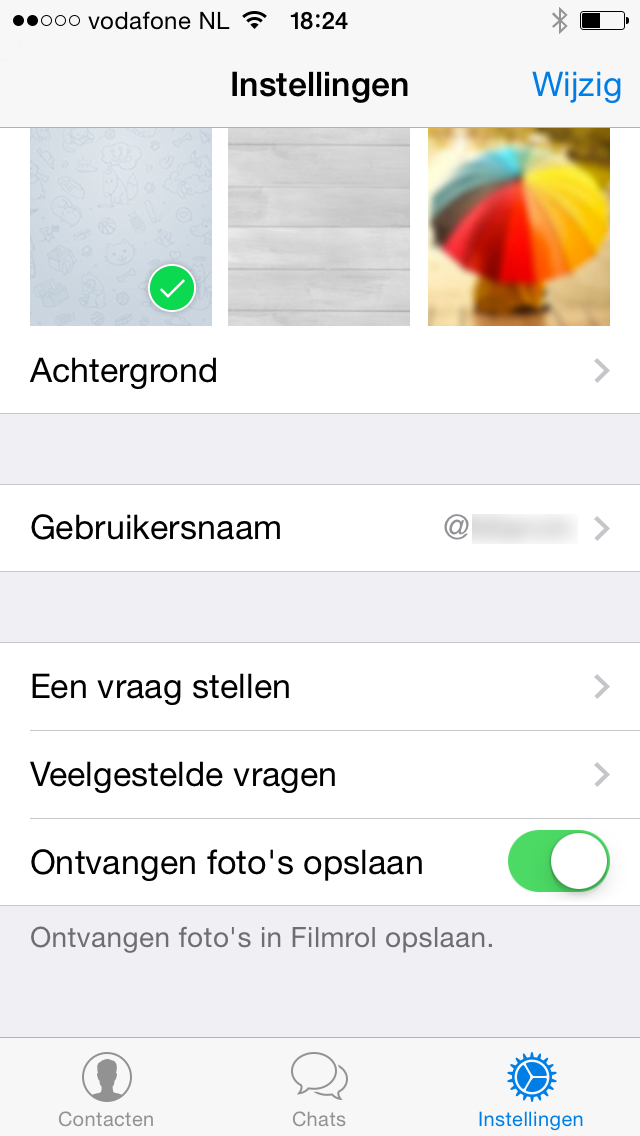 vodafone NL 18:24
Instellingen Wijzig
Achtergrond
Gebruikersnaam @
Een vraag stellen
Veelgestelde vragen
Ontvangen foto's opslaan
Ontvangen foto's in Filmrol opslaan.
Contacten Chats Instellingen